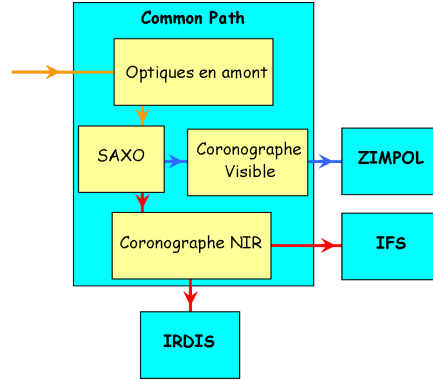 Common Path
Optiques en amont
SAXO
Coronographe
Visible
ZIMPOL
Coronographe NIR
IFS
IRDIS